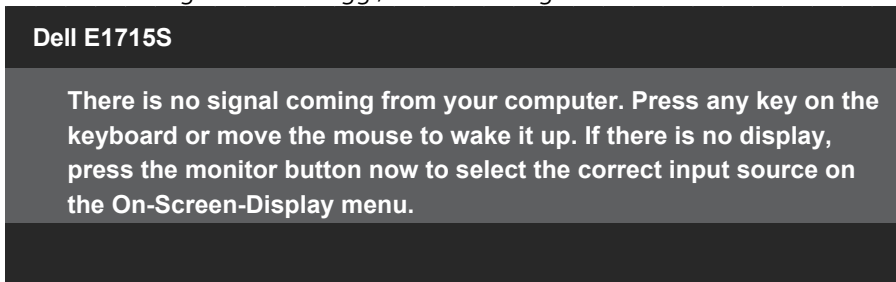 Dell E1715S
There is no signal coming from your computer. Press any key on the
keyboard or move the mouse to wake it up. If there is no display,
press the monitor button now to select the correct input source on
the On-Screen-Display menu.